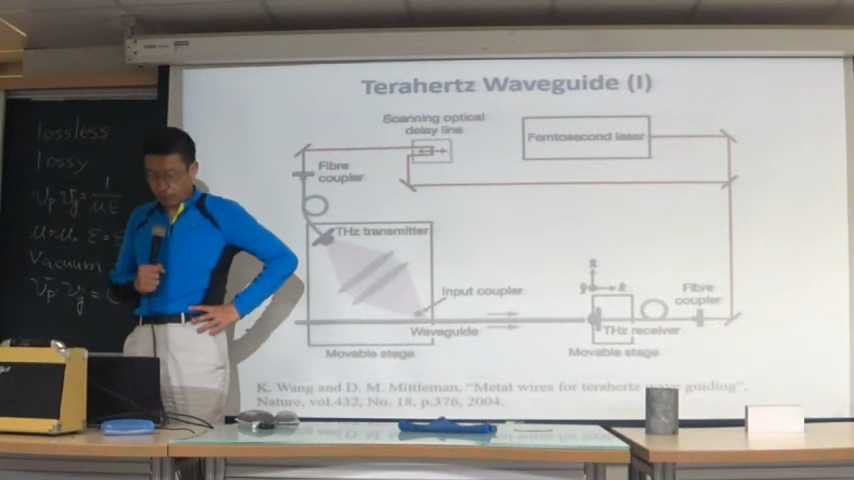 Terahertz Waveguide (I)
Scanning optical
delay line
Femtosecond laser
Fibre
coupler
THz transmitter
Input coupler
Waveguide
Movable stage
Fibre
coupler
THz receiver
Movable stage
K. Wang and D. M. Mittleman, "Metal wires for terahertz wave guiding",
Nature, vol.432, No. 18, p.376, 2004.
lossless
lossy
Vacuum